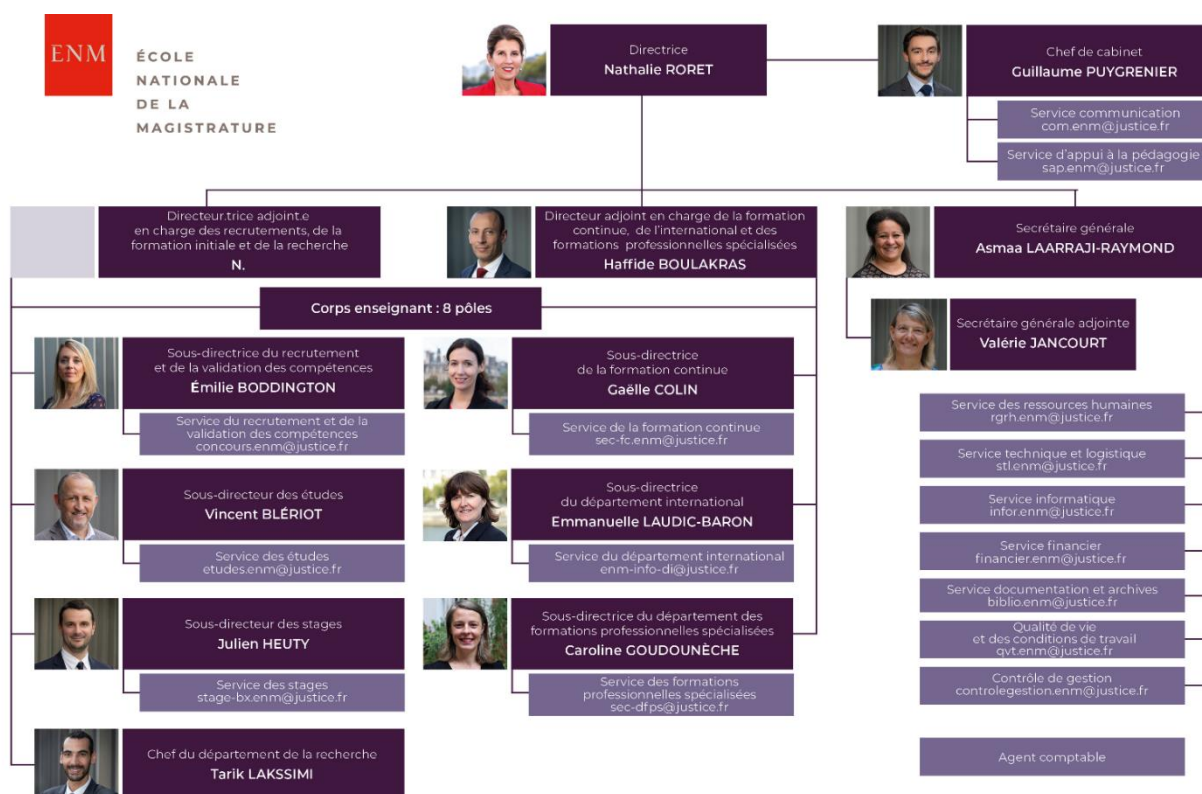 ENM
ÉCOLE
NATIONALE
DE LA
MAGISTRATURE
Directrice
Nathalie RORET
Chef de cabinet
Guillaume PUYGRENIER
Service communication
com.enm@justice.fr
Service d'appui à la pédagogie
sap.enm@justice.fr
Directeur.trice adjoint.e
en charge des recrutements, de la
formation initiale et de la recherche
N.
Directeur adjoint en charge de la formation
continue, de l'international et des
formations professionnelles spécialisées
Haffide BOULAKRAS
Secrétaire générale
Asmaa LAARRAJI-RAYMOND
Corps enseignant : 8 pôles
Secrétaire générale adjointe
Valérie JANCOURT
Sous-directrice du recrutement
et de la validation des compétences
Émilie BODDINGTON
Service du recrutement et de la
validation des compétences
concours.enm@justice.fr
Sous-directrice
de la formation continue
Gaëlle COLIN
Service de la formation continue
sec-fc.enm@justice.fr
Sous-directeur des études
Vincent BLÉRIOT
Service des études
etudes.enm@justice.fr
Sous-directrice
du département international
Emmanuelle LAUDIC-BARON
Service du département international
enm-info-di@justice.fr
Sous-directeur des stages
Julien HEUTY
Service des stages
stage-bx.enm@justice.fr
Sous-directrice du département des
formations professionnelles spécialisées
Caroline GOUDOUNÈCHE
Service des formations
professionnelles spécialisées
sec-dfps@justice.fr
Chef du département de la recherche
Tarik LAKSSIMI
Service des ressources humaines
rgrh.enm@justice.fr
Service technique et logistique
stl.enm@justice.fr
Service informatique
infor.enm@justice.fr
Service financier
financier.enm@justice.fr
Service documentation et archives
biblio.enm@justice.fr
Qualité de vie
et des conditions de travail
qvt.enm@justice.fr
Contrôle de gestion
controlegestion.enm@justice.fr
Agent comptable